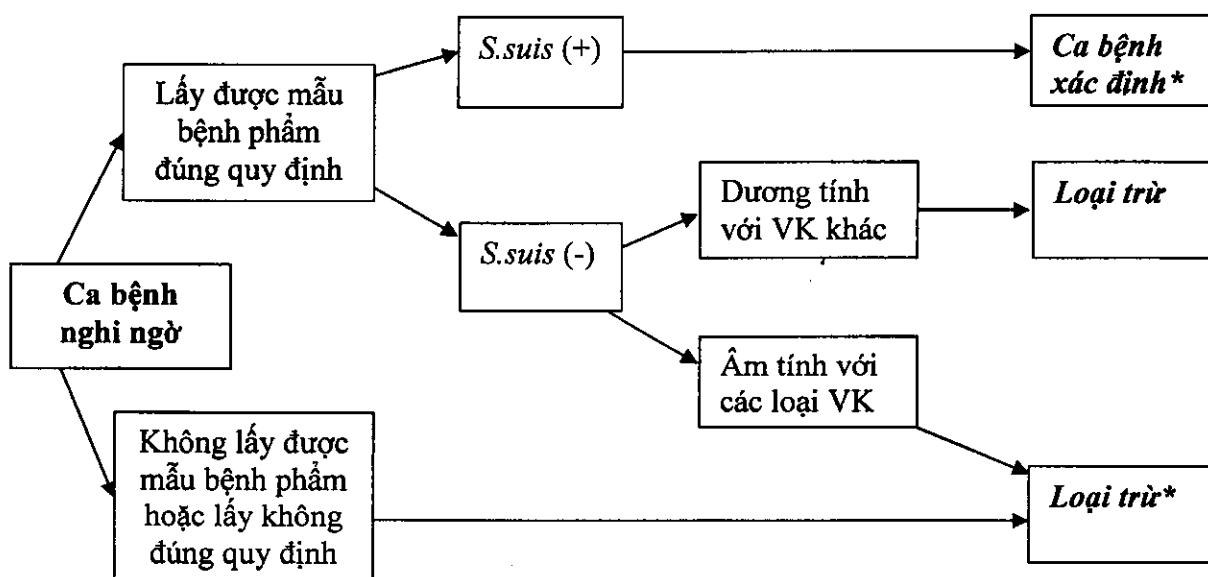 Ca bệnh
nghi ngờ
Lấy được mẫu
bệnh phẩm
đúng quy định
S.suis (+)
Ca bệnh
xác định*
S.suis (-)
Dương tính
với VK khác
Loại trừ
Âm tính với
các loại VK
Không lấy được
mẫu bệnh phẩm
hoặc lấy không
đúng quy định
Loại trừ*